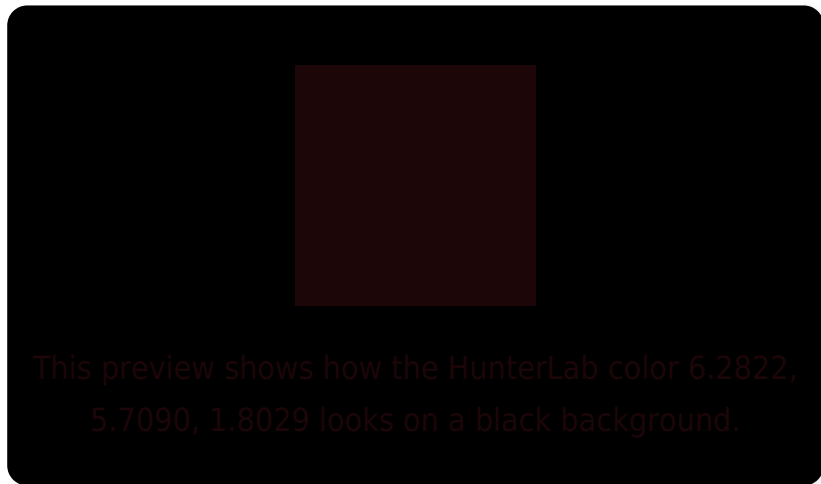 This preview shows how the HunterLab color 6.2822,
5.7090, 1.8029 looks on a black background.